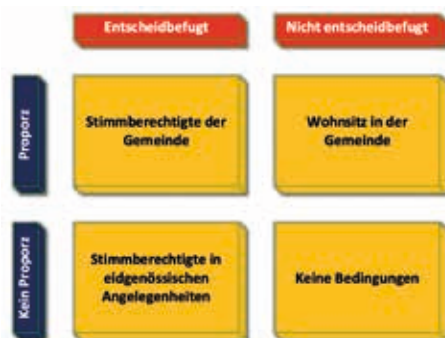 Entscheidbefugt
Nicht entscheidbefugt
Proporz
Stimmberechtigte der
Gemeinde
Wohnsitz in der
Gemeinde
Kein Proporz
Stimmberechtigte in
eidgenössischen
Angelegenheiten
Keine Bedingungen